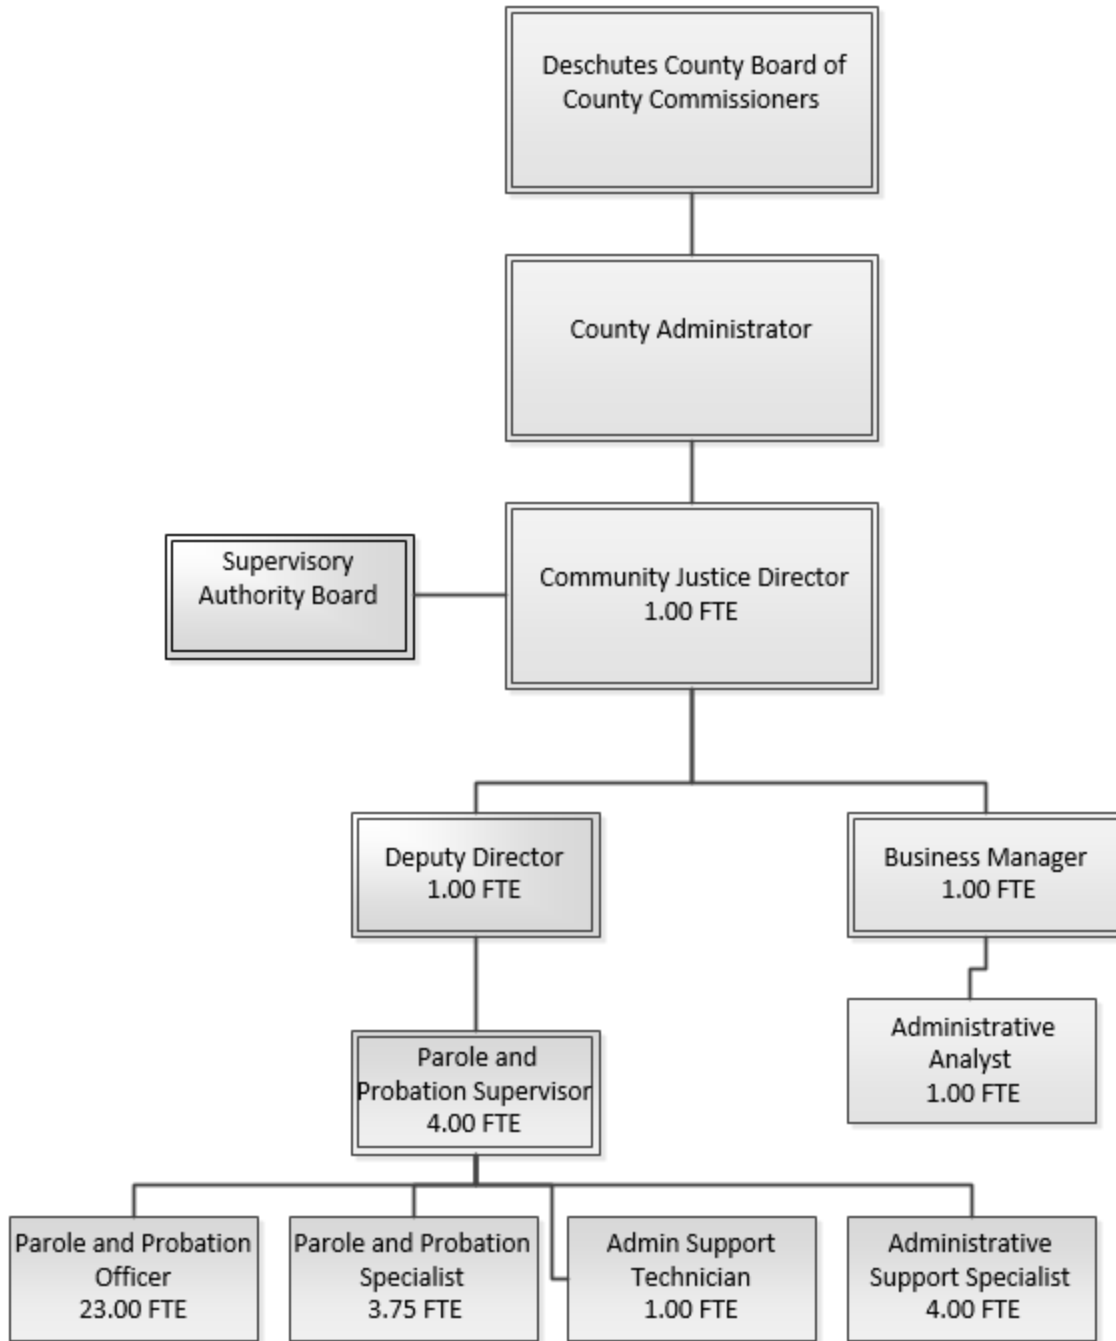 Deschutes County Board of
County Commissioners
County Administrator
Supervisory
Authority Board
Community Justice Director
1.00 FTE
Deputy Director
1.00 FTE
Business Manager
1.00 FTE
Parole and
Probation Supervisor
4.00 FTE
Administrative
Analyst
1.00 FTE
Parole and Probation
Officer
23.00 FTE
Parole and Probation
Specialist
3.75 FTE
Admin Support
Technician
1.00 FTE
Administrative
Support Specialist
4.00 FTE